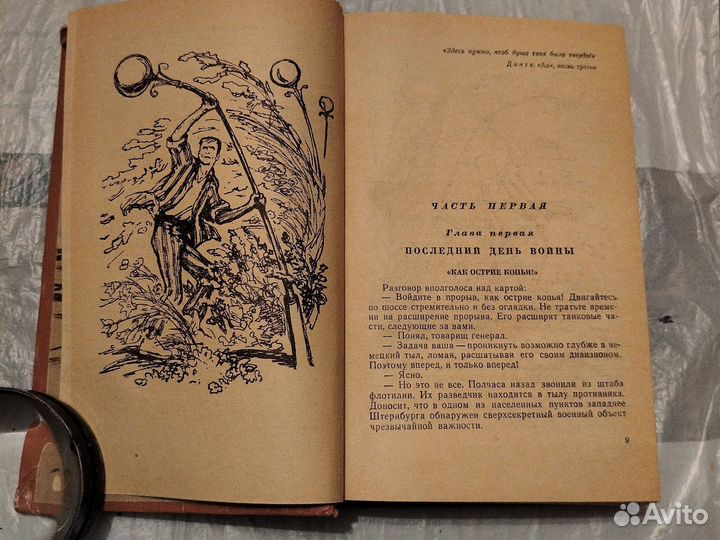 «Здесь нужно, чтоб душа твоя была тверда!»
Данте. «Ад», песнь третья
ЧАСТЬ ПЕРВАЯ
Глава первая
ПОСЛЕДНИЙ ДЕНЬ ВОЙНЫ
«КАК ОСТРИЕ КОПЬЯ!»
Разговор вполголоса над картой:
— Войдите в прорыв, как острие копья! Двигайтесь
по шоссе стремительно и без оглядки. Не тратьте времени
на расширение прорыва. Его расширят танковые ча-
сти, следующие за вами.
— Понял, товарищ генерал.
— Задача ваша — проникнуть возможно глубже в не-
мецкий тыл, ломая, расшатывая его своим дивизионом.
Поэтому вперед, и только вперед!
— Ясно.
— Но это не все. Полчаса назад звонили из штаба
флотилии. Их разведчик находится в тылу противника.
Доносит, что в одном из населенных пунктов западнее
Штернбурга обнаружен сверхсекретный военный объект
чрезвычайной важности.
9
Avito